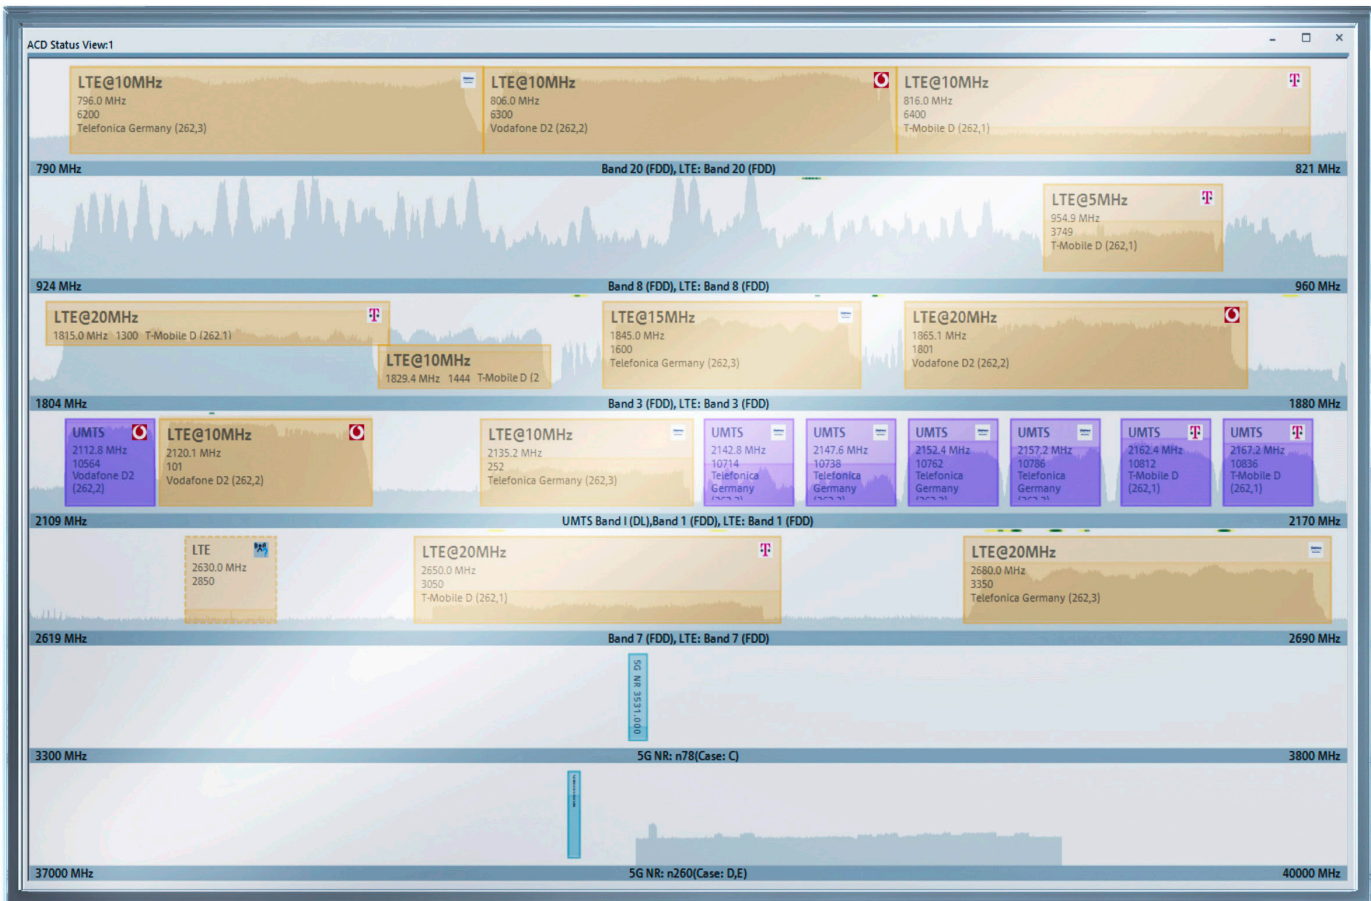 ACD Status View:1
LTE@10MHz
796.0 MHz
6200
Telefonica Germany (262,3)
LTE@10MHz
806.0 MHz
6300
Vodafone D2 (262,2)
LTE@10MHz
816.0 MHz
6400
T-Mobile D (262,1)
790 MHz
Band 20 (FDD), LTE: Band 20 (FDD)
821 MHz
LTE@5MHz
954.9 MHz
3749
T-Mobile D (262,1)
924 MHz
Band 8 (FDD), LTE: Band 8 (FDD)
960 MHz
LTE@20MHz
1815.0 MHz 1300 T-Mobile D (262,1)
LTE@10MHz
1829.4 MHz 1444 T-Mobile D (2
LTE@15MHz
1845.0 MHz
1600
Telefonica Germany (262,3)
LTE@20MHz
1865.1 MHz
1801
Vodafone D2 (262,2)
1804 MHz
Band 3 (FDD), LTE: Band 3 (FDD)
1880 MHz
UMTS
2112.8 MHz
10564
Vodafone D2
(262,2)
LTE@10MHz
2120.1 MHz
101
Vodafone D2 (262,2)
LTE@10MHz
2135.2 MHz
252
Telefonica Germany (262,3)
UMTS
2142.8 MHz
10714
Telefonica
Germany
UMTS
2147.6 MHz
10738
Telefonica
Germany
UMTS
2152.4 MHz
10762
Telefonica
Germany
UMTS
2157.2 MHz
10786
Telefonica
Germany
UMTS
2162.4 MHz
10812
T-Mobile D
(262,1)
UMTS
2167.2 MHz
10836
T-Mobile D
(262,1)
2109 MHz
UMTS Band I (DL),Band 1 (FDD), LTE: Band 1 (FDD)
2170 MHz
LTE
2630.0 MHz
2850
LTE@20MHz
2650.0 MHz
3050
T-Mobile D (262,1)
LTE@20MHz
2680.0 MHz
3350
Telefonica Germany (262,3)
2619 MHz
Band 7 (FDD), LTE: Band 7 (FDD)
2690 MHz
5G NR 3531.000
3300 MHz
5G NR: n78(Case: C)
3800 MHz
37000 MHz
5G NR: n260(Case: D,E)
40000 MHz